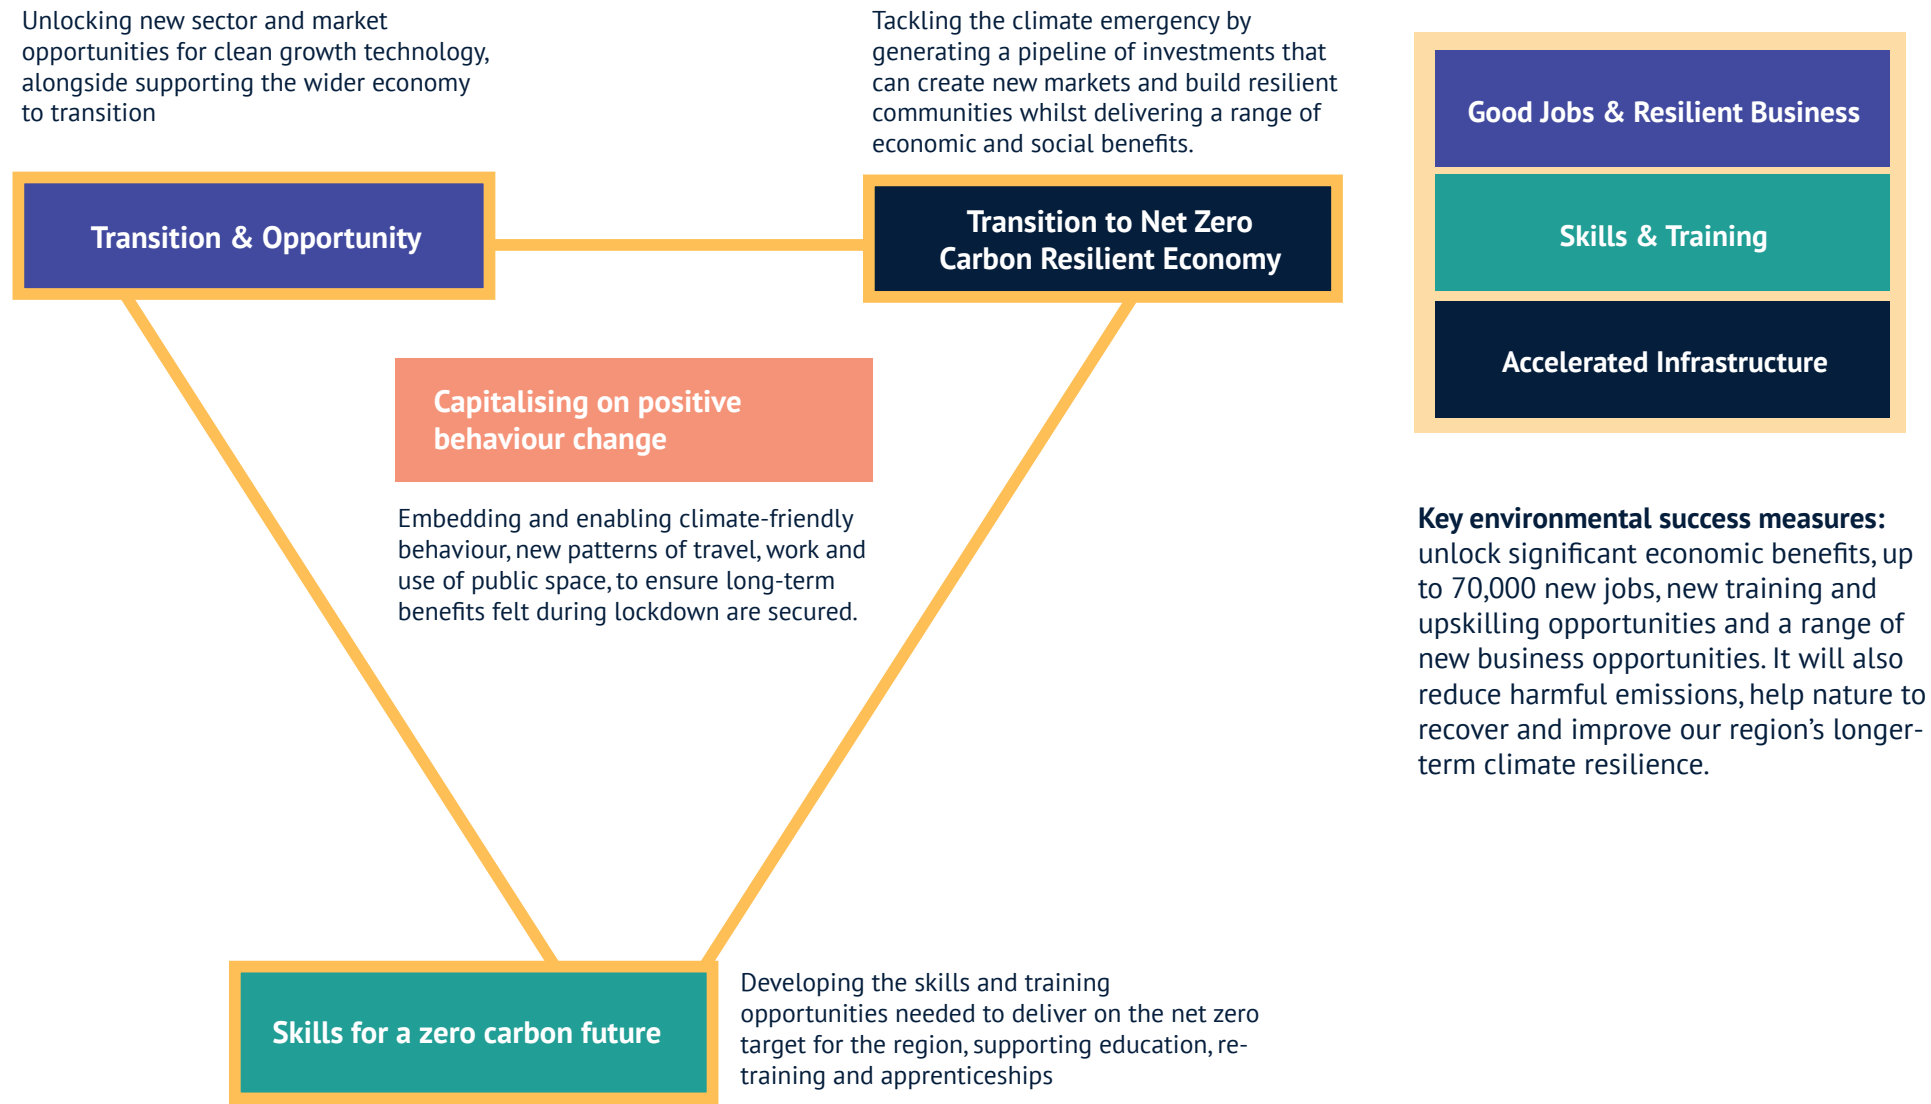 Unlocking new sector and market
opportunities for clean growth technology,
alongside supporting the wider economy
to transition
Tackling the climate emergency by
generating a pipeline of investments that
can create new markets and build resilient
communities whilst delivering a range of
economic and social benefits.
Transition & Opportunity
Transition to Net Zero
Carbon Resilient Economy
Capitalising on positive
behaviour change
Embedding and enabling climate-friendly
behaviour, new patterns of travel, work and
use of public space, to ensure long-term
benefits felt during lockdown are secured.
Skills for a zero carbon future
Developing the skills and training
opportunities needed to deliver on the net zero
target for the region, supporting education, re-
training and apprenticeships
Good Jobs & Resilient Business
Skills & Training
Accelerated Infrastructure
Key environmental success measures:
unlock significant economic benefits, up
to 70,000 new jobs, new training and
upskilling opportunities and a range of
new business opportunities. It will also
reduce harmful emissions, help nature to
recover and improve our region’s longer-
term climate resilience.